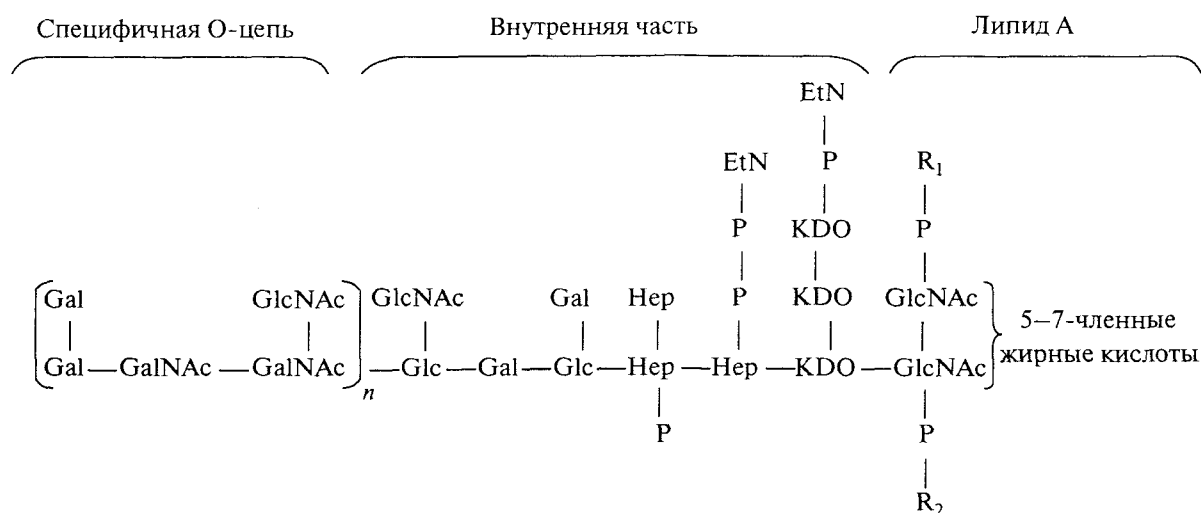 Специфичная О-цепь Внутренняя часть Липид А
EtN
EtN P R₁
P KDO P
Gal GlcNAc GlcNAc Gal Hep P KDO GlcNAc 5–7-членные
жирные кислоты
Gal—GalNAc—GalNAc n —Glc—Gal—Glc—Hep—Hep—KDO—GlcNAc
P P
R₂